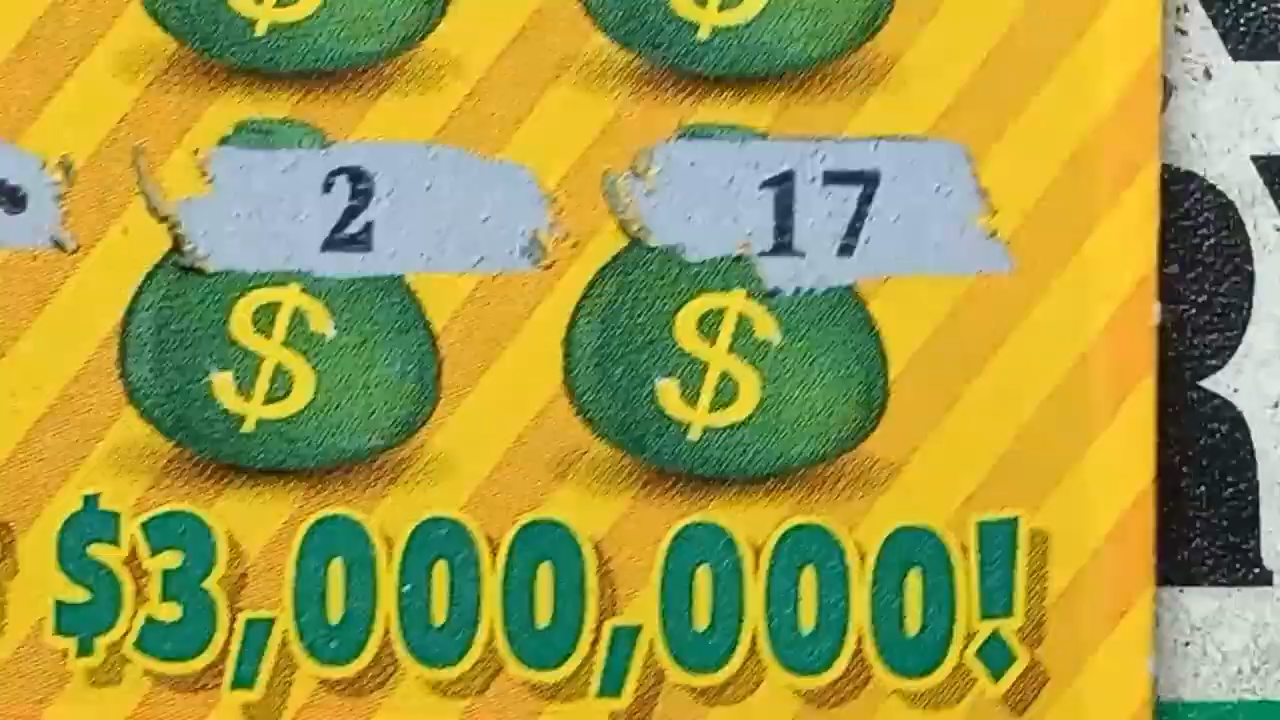 $ $
2 17
$ $
$3,000,000!